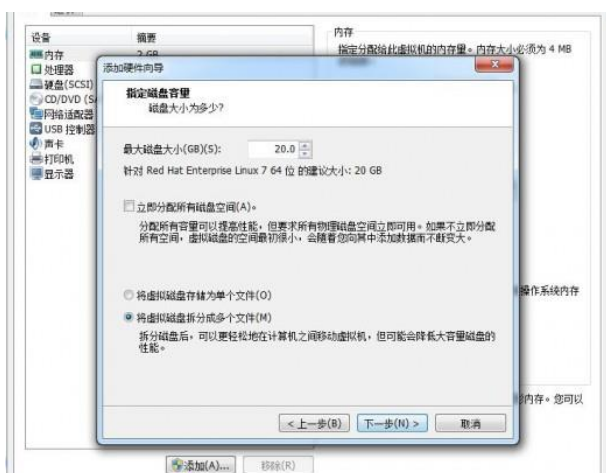 设备 摘要
内存 2 GB
处理器
硬盘(SCSI)
CD/DVD (SA
网络适配器
USB 控制器
声卡
打印机
显示器
内存
指定分配给此虚拟机的内存量。内存大小必须为 4 MB
添加硬件向导
指定磁盘容量
磁盘大小为多少?
最大磁盘大小(GB)(S): 20.0
针对 Red Hat Enterprise Linux 7 64 位 的建议大小: 20 GB
立即分配所有磁盘空间(A)。
分配所有容量可以提高性能，但要求所有物理磁盘空间立即可用。如果不立即分配
所有空间，虚拟磁盘的空间最初很小，会随着您向其中添加数据而不断变大。
将虚拟磁盘存储为单个文件(O)
将虚拟磁盘拆分成多个文件(M)
拆分磁盘后，可以更轻松地在计算机之间移动虚拟机，但可能会降低大容量磁盘的
性能。
操作系统内存
内存。您可以
< 上一步(B) 下一步(N) > 取消
添加(A)... 移除(R)